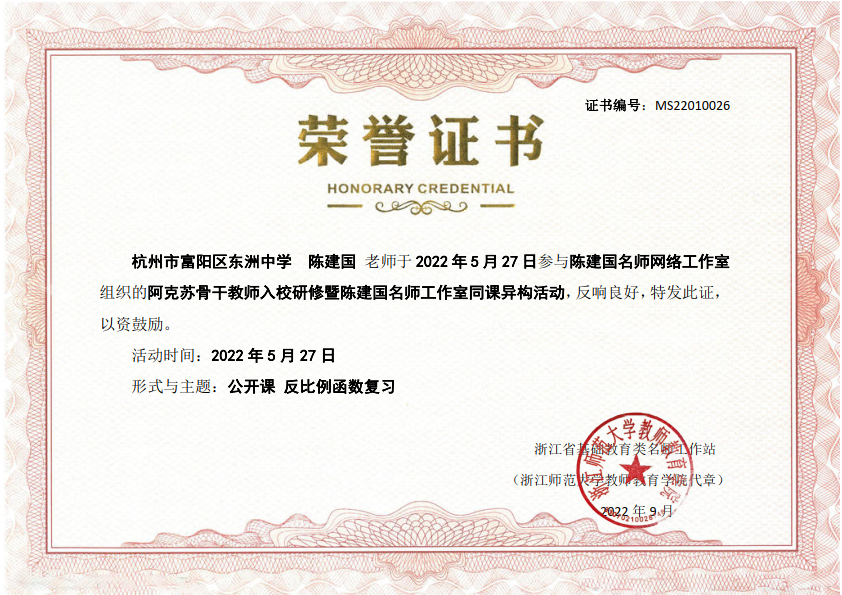 证书编号：MS22010026
荣誉证书
HONORARY CREDENTIAL
杭州市富阳区东洲中学 陈建国 老师于 2022 年 5 月 27 日参与陈建国名师网络工作室
组织的阿克苏骨干教师入校研修暨陈建国名师工作室同课异构活动，反响良好，特发此证，
以资鼓励。
活动时间：2022 年 5 月 27 日
形式与主题：公开课 反比例函数复习
浙江省基础教育类名师工作站
（浙江师范大学教师教育学院代章）
2022 年 9 月
浙江师范大学教师教育学院